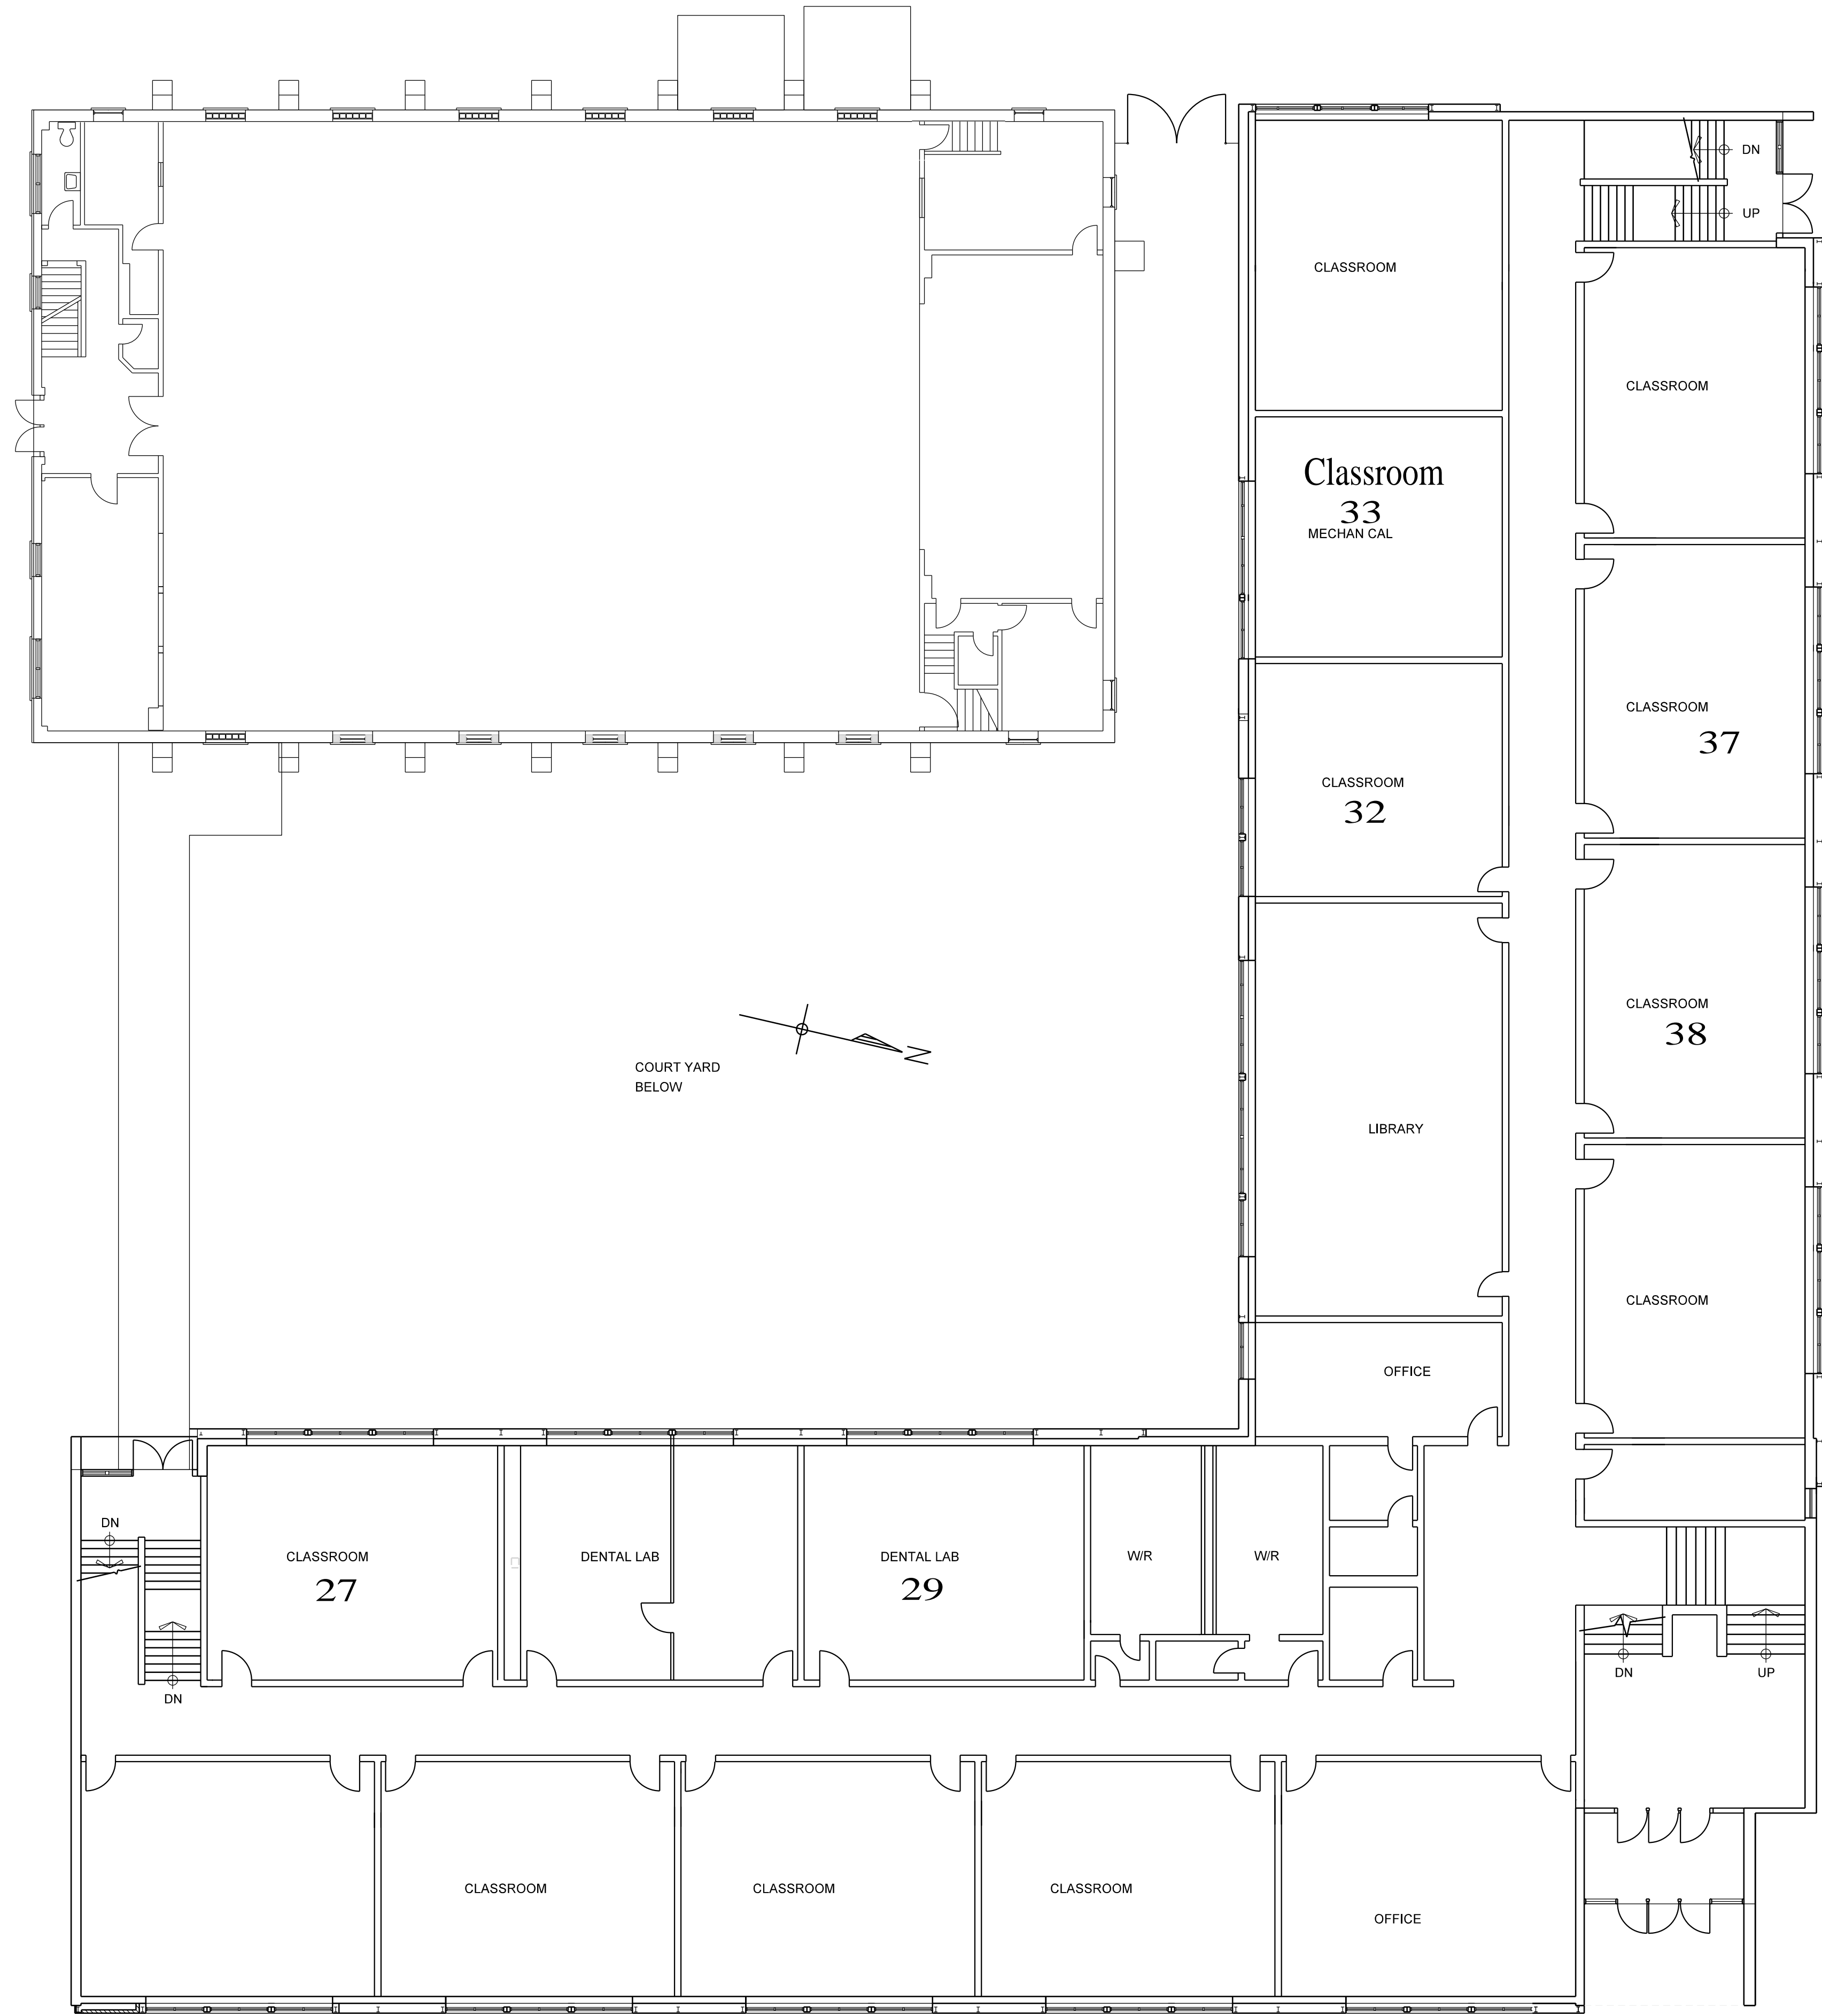 DN
UP
CLASSROOM
CLASSROOM
Classroom
33
MECHAN CAL
CLASSROOM
37
CLASSROOM
32
CLASSROOM
38
N
COURT YARD
BELOW
LIBRARY
CLASSROOM
OFFICE
DN
CLASSROOM
27
DENTAL LAB
DENTAL LAB
29
W/R
W/R
DN
DN
UP
CLASSROOM
CLASSROOM
CLASSROOM
OFFICE